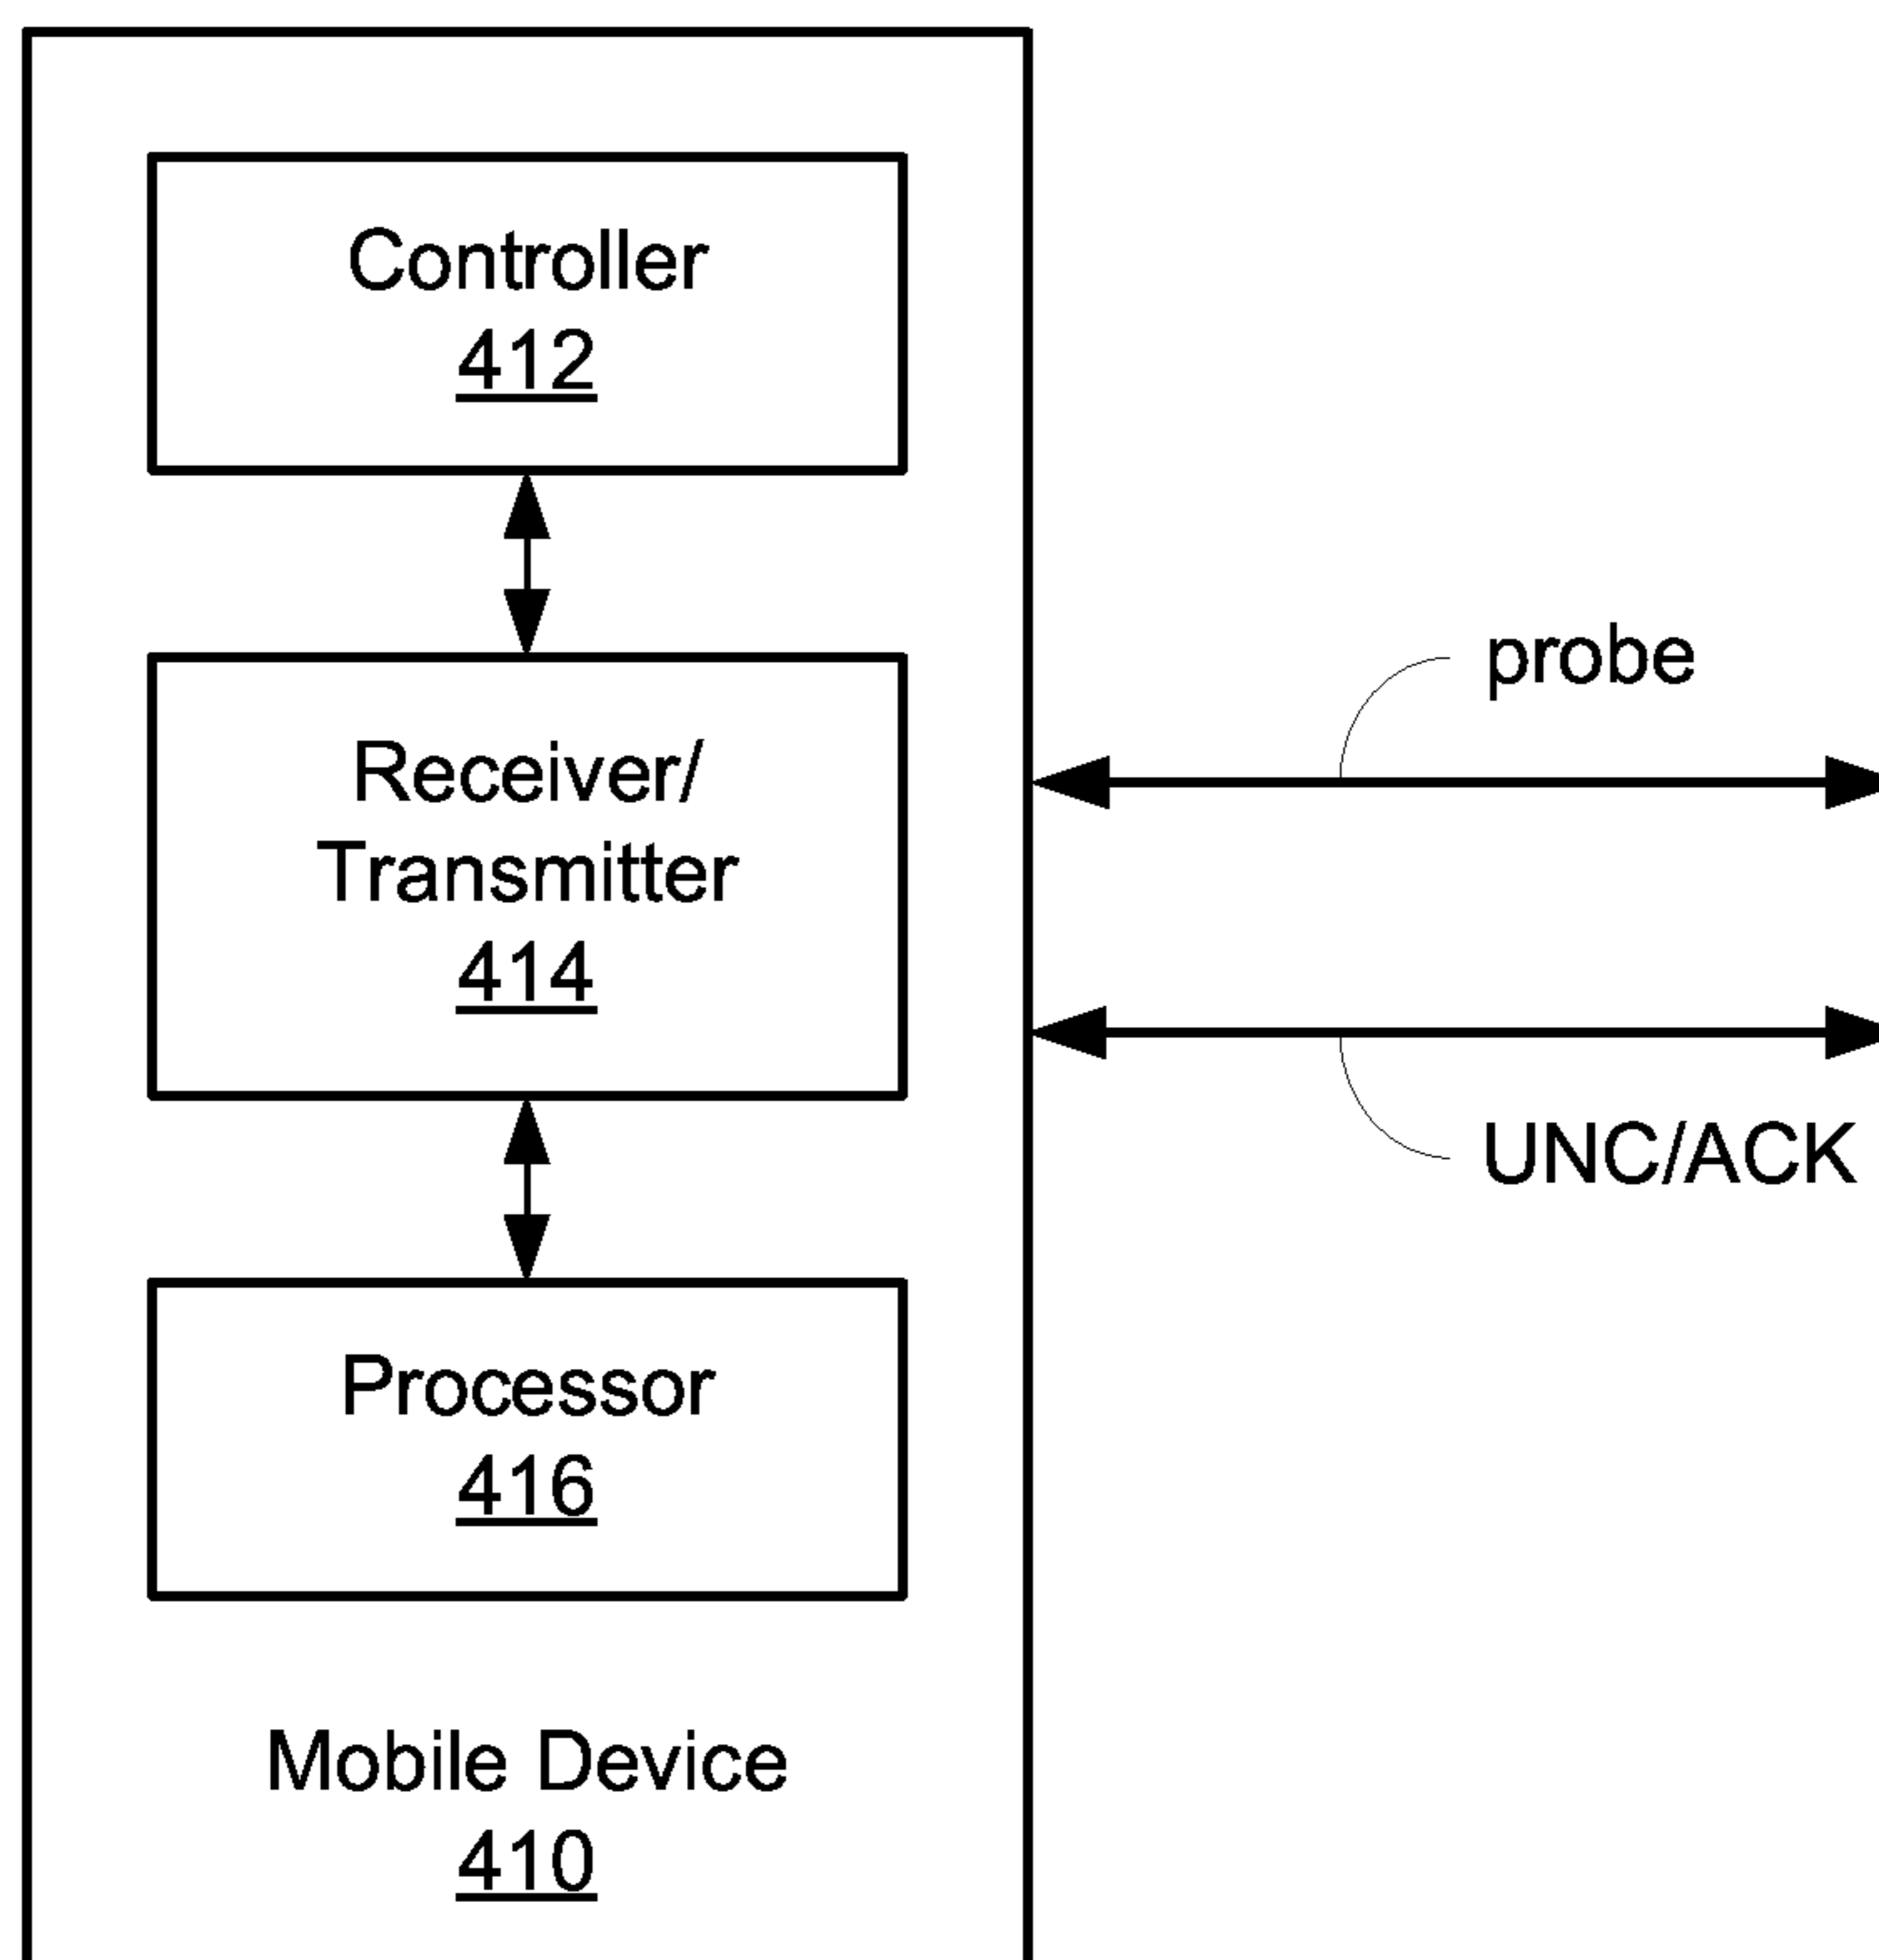 Controller
412
Receiver/
Transmitter
414
Processor
416
Mobile Device
410
probe
UNC/ACK